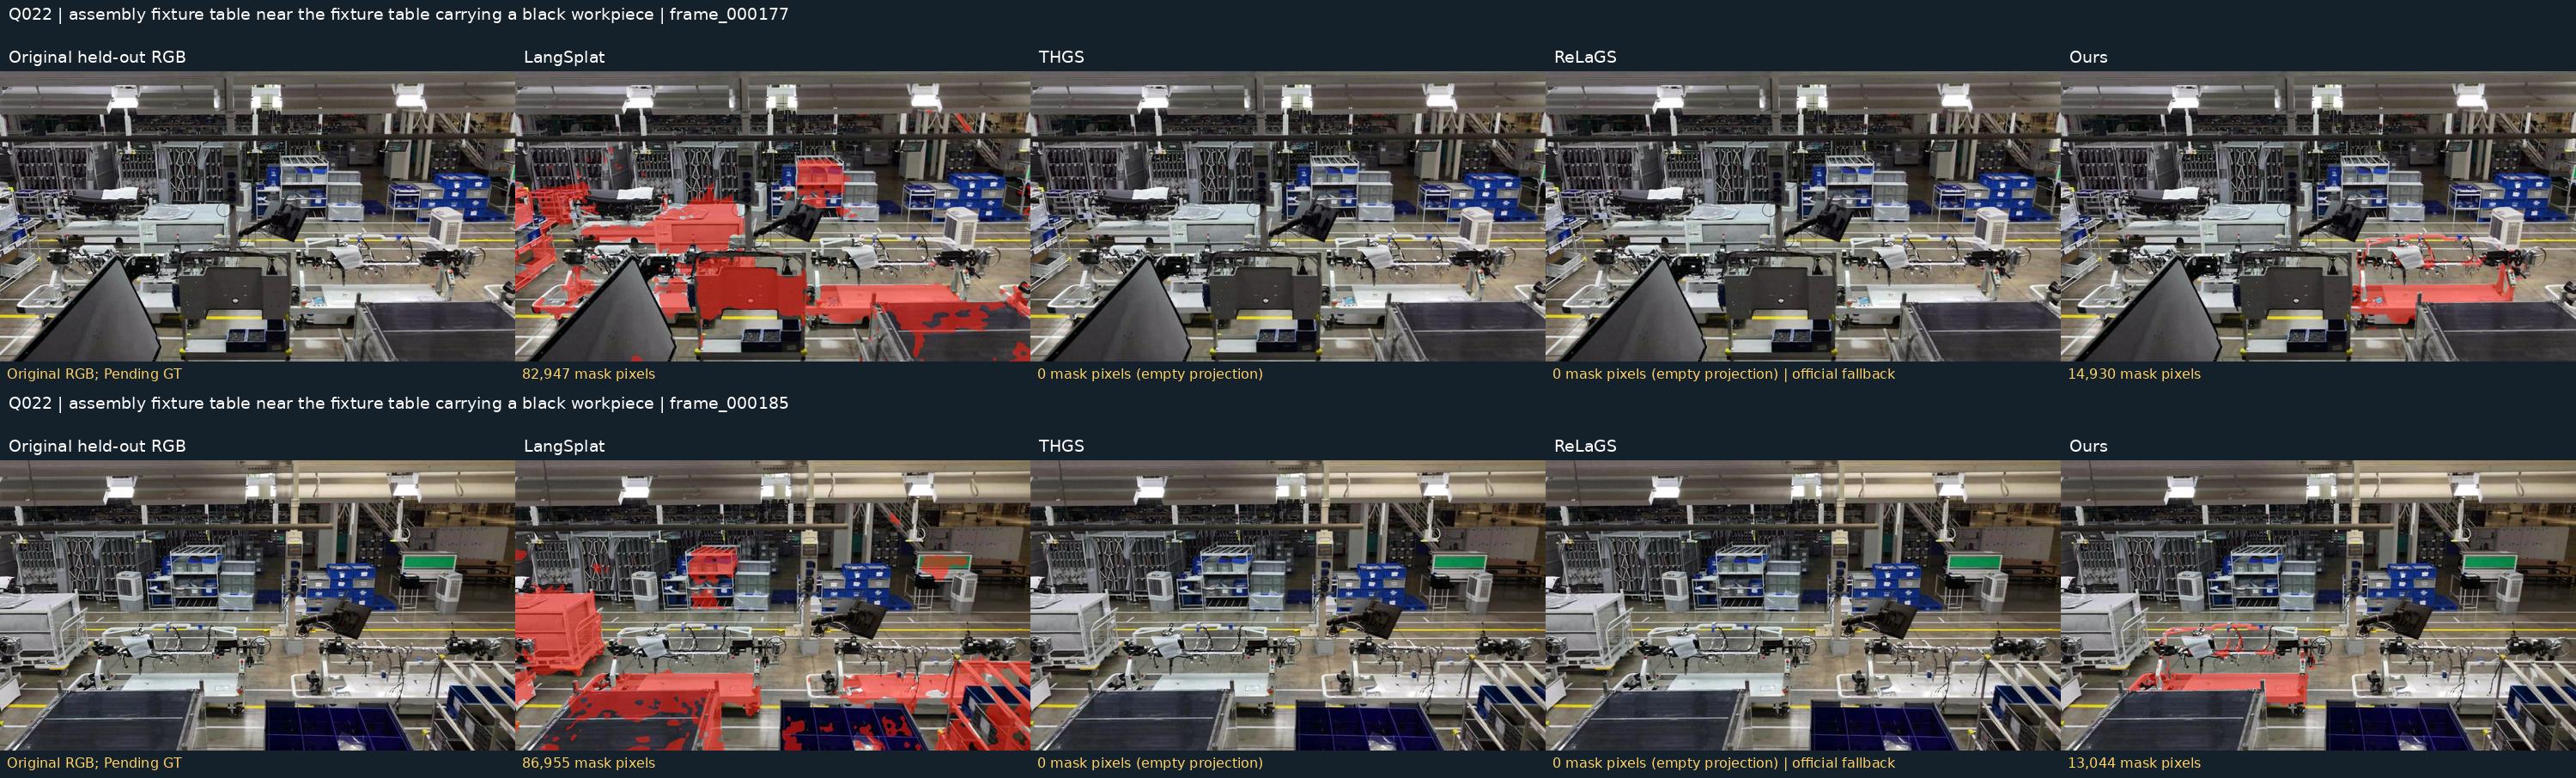 Q022 | assembly fixture table near the fixture table carrying a black workpiece | frame_000177
Original held-out RGB
LangSplat
THGS
ReLaGS
Ours
Original RGB; Pending GT
82,947 mask pixels
0 mask pixels (empty projection)
0 mask pixels (empty projection) | official fallback
14,930 mask pixels
Q022 | assembly fixture table near the fixture table carrying a black workpiece | frame_000185
Original held-out RGB
LangSplat
THGS
ReLaGS
Ours
Original RGB; Pending GT
86,955 mask pixels
0 mask pixels (empty projection)
0 mask pixels (empty projection) | official fallback
13,044 mask pixels